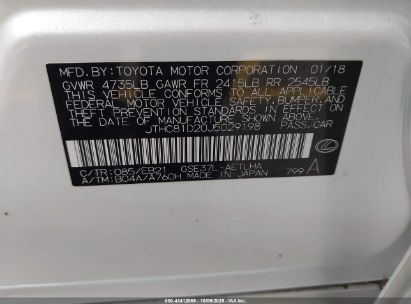 MFD.BY: TOYOTA MOTOR CORPORATION 01/18
GVWR 4735LB GAWR FR 2415LB RR 2545LB
THIS VEHICLE CONFORMS TO ALL APPLICABLE
FEDERAL MOTOR VEHICLE SAFETY, BUMPER, AND
THEFT PREVENTION STANDARDS IN EFFECT ON
THE DATE OF MANUFACTURE SHOWN ABOVE.
JTHC81D20J5029198 PASS.CAR
C/TR: 085/EB21 GSE37L-AETLHA
A/TM: B04A/A760H MADE IN JAPAN 799 A